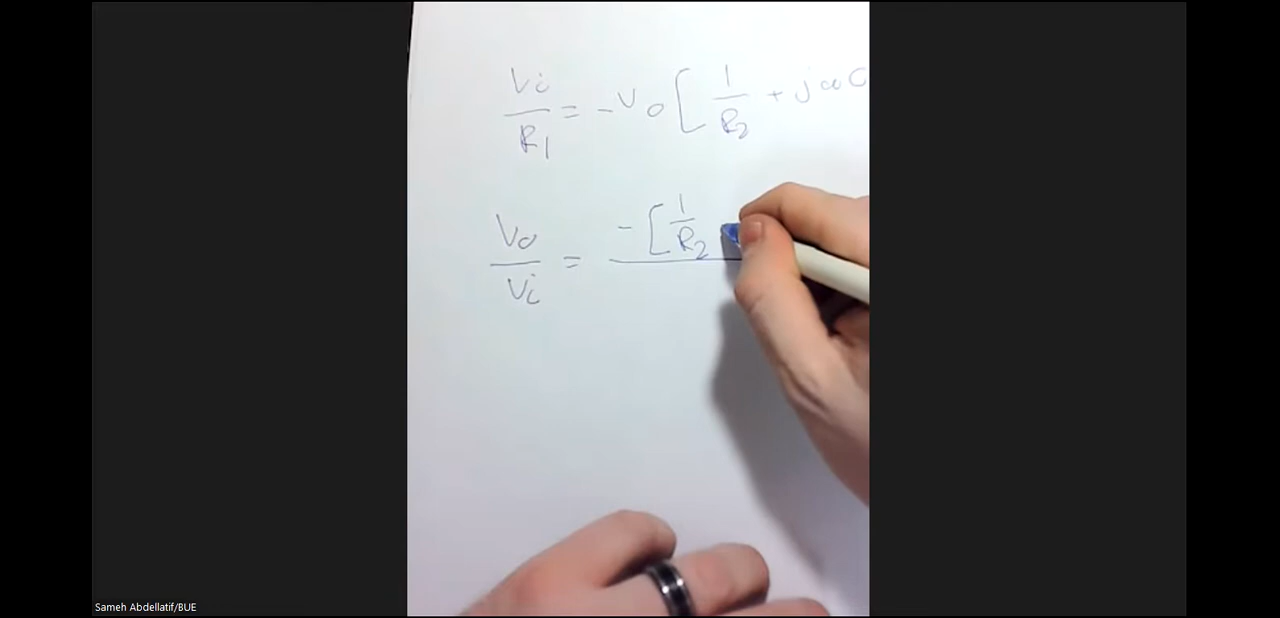 Vi/R1 = -Vo [ 1/R2 + jωC
Vo/Vi = -[ 1/R2
Sameh Abdellatif/BUE